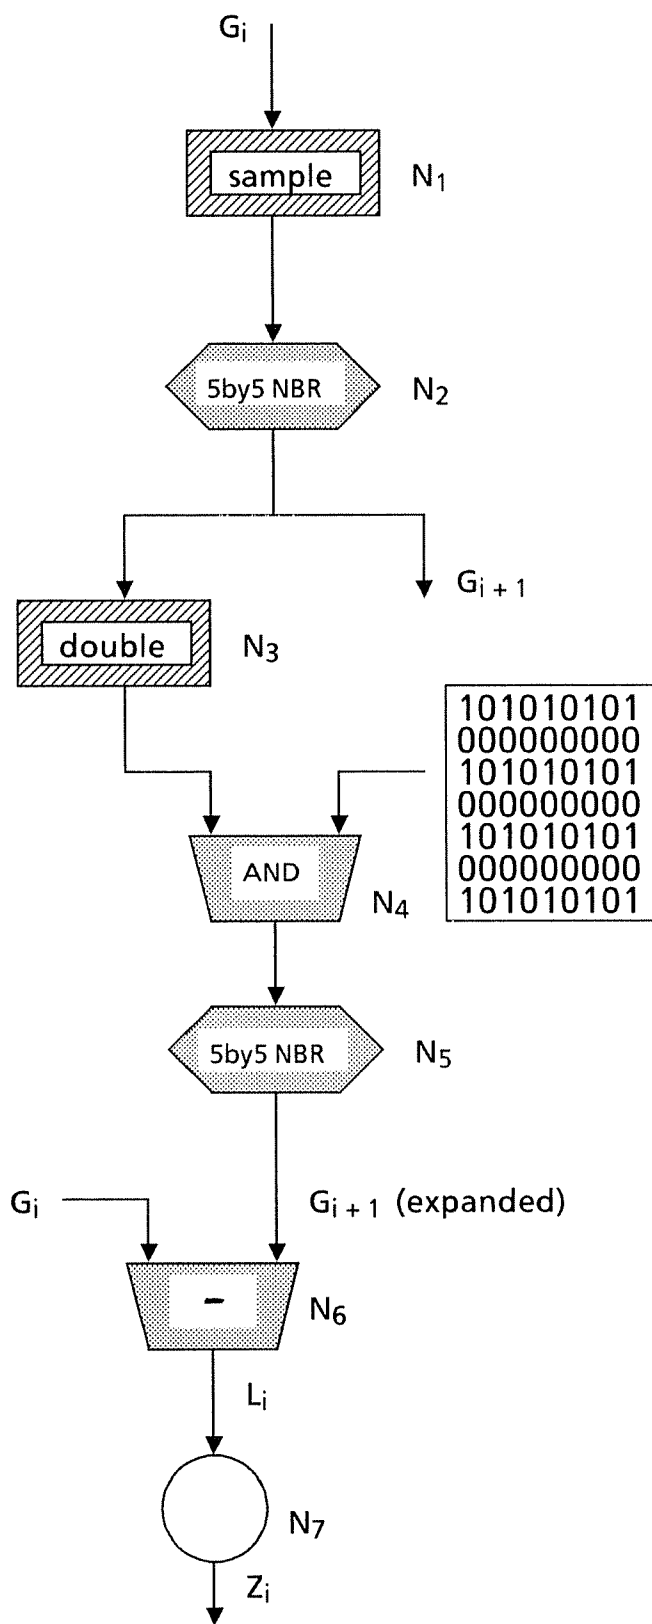 Gi
sample N1
5by5 NBR N2
Gi + 1
double N3
101010101
000000000
101010101
000000000
101010101
000000000
101010101
AND N4
5by5 NBR N5
Gi Gi + 1 (expanded)
- N6
Li
N7
Zi